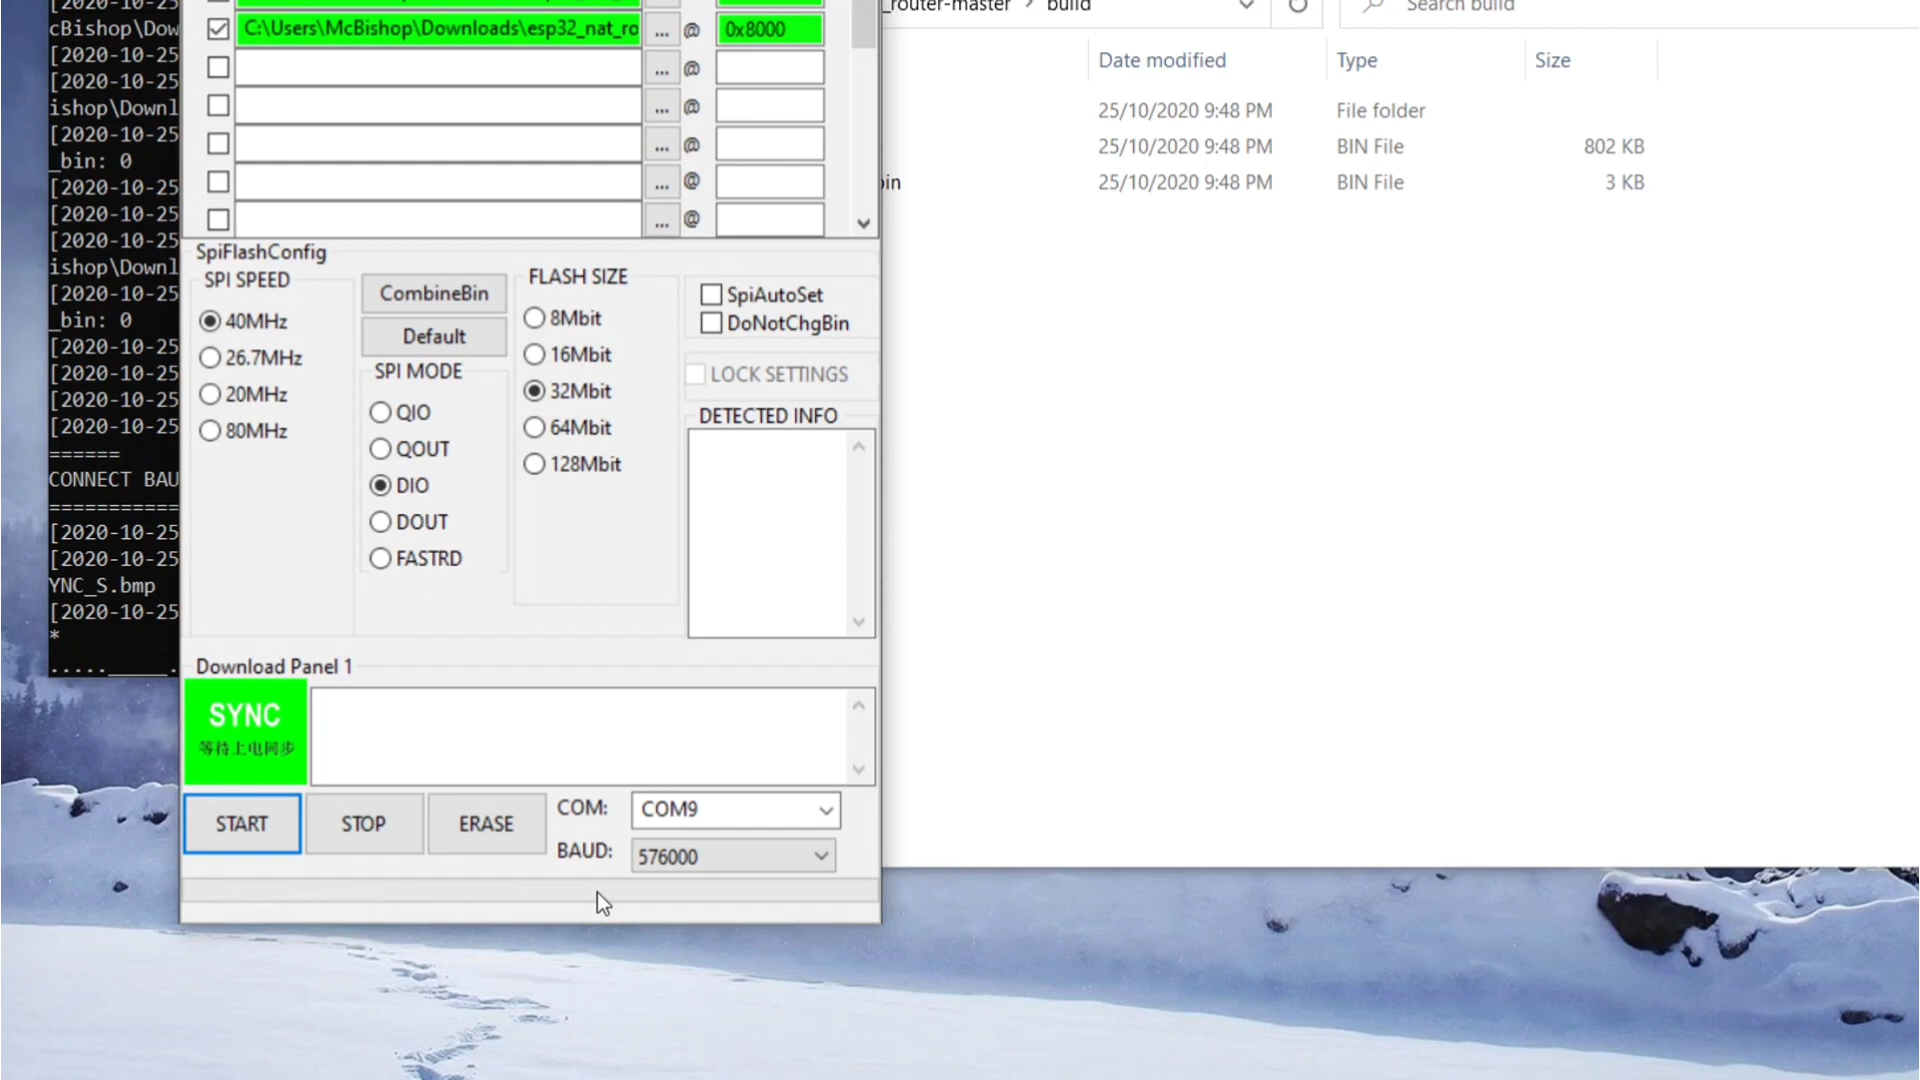 [2020-10-25
cBishop\Dow
[2020-10-25
[2020-10-25
ishop\Downl
[2020-10-25
_bin: 0
[2020-10-25
[2020-10-25
[2020-10-25
ishop\Downl
[2020-10-25
_bin: 0
[2020-10-25
[2020-10-25
[2020-10-25
[2020-10-25
======
CONNECT BAU
===========
[2020-10-25
[2020-10-25
YNC_S.bmp
[2020-10-25
*
....._____.
C:\Users\McBishop\Downloads\esp32_nat_ro ... @ 0x8000
... @
... @
... @
... @
... @
SpiFlashConfig
SPI SPEED
40MHz
26.7MHz
20MHz
80MHz
CombineBin
Default
SPI MODE
QIO
QOUT
DIO
DOUT
FASTRD
FLASH SIZE
8Mbit
16Mbit
32Mbit
64Mbit
128Mbit
SpiAutoSet
DoNotChgBin
LOCK SETTINGS
DETECTED INFO
Download Panel 1
SYNC
等待上电同步
START
STOP
ERASE
COM: COM9
BAUD: 576000
_router-master > build
Search build
Date modified Type Size
25/10/2020 9:48 PM File folder
25/10/2020 9:48 PM BIN File 802 KB
bin 25/10/2020 9:48 PM BIN File 3 KB